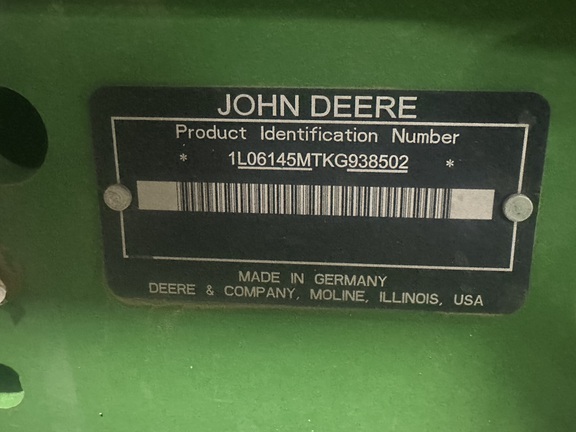 JOHN DEERE
Product Identification Number
* 1L06145MTKG938502 *
MADE IN GERMANY
DEERE & COMPANY, MOLINE, ILLINOIS, USA